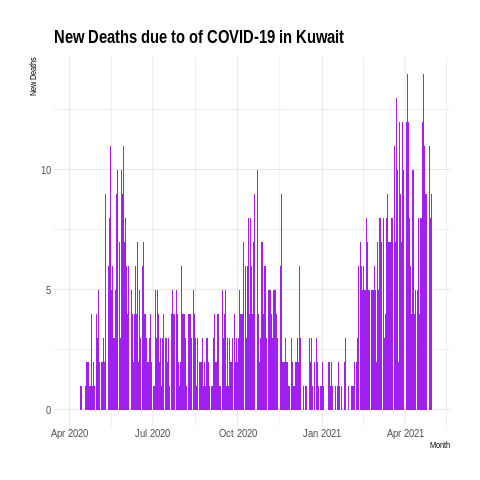 New Deaths due to of COVID-19 in Kuwait
New Deaths
10
5
0
Apr 2020 Jul 2020 Oct 2020 Jan 2021 Apr 2021
Month